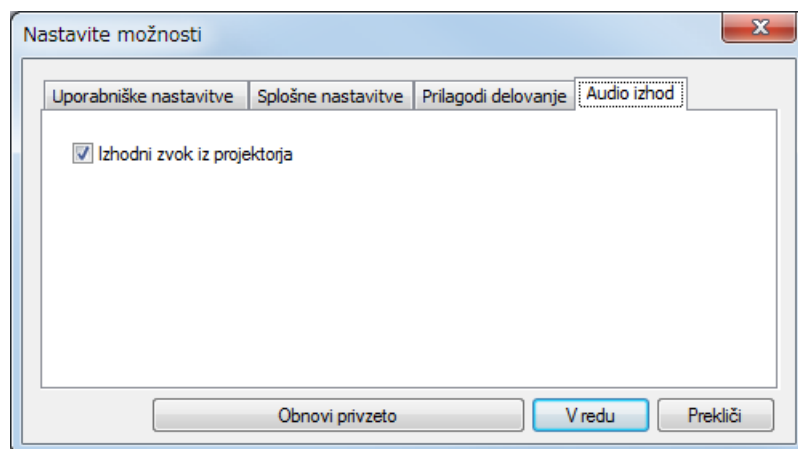 Nastavite možnosti
Uporabniške nastavitve Splošne nastavitve Prilagodi delovanje Audio izhod
Izhodni zvok iz projektorja
Obnovi privzeto V redu Prekliči